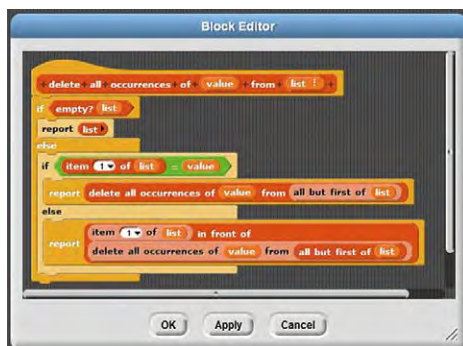 Block Editor
+ delete + all + occurrences + of + value + from + list ⋮ +
if empty? list
report list
else
if item 1 of list = value
report delete all occurrences of value from all but first of list
else
report item 1 of list in front of
delete all occurrences of value from all but first of list
OK Apply Cancel